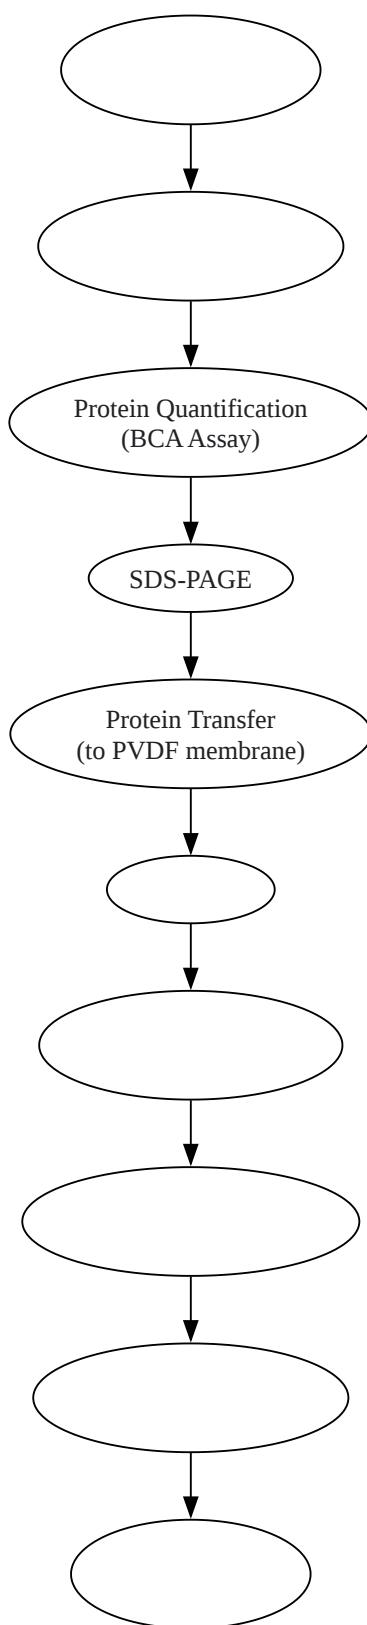 Protein Quantification
(BCA Assay)
SDS-PAGE
Protein Transfer
(to PVDF membrane)